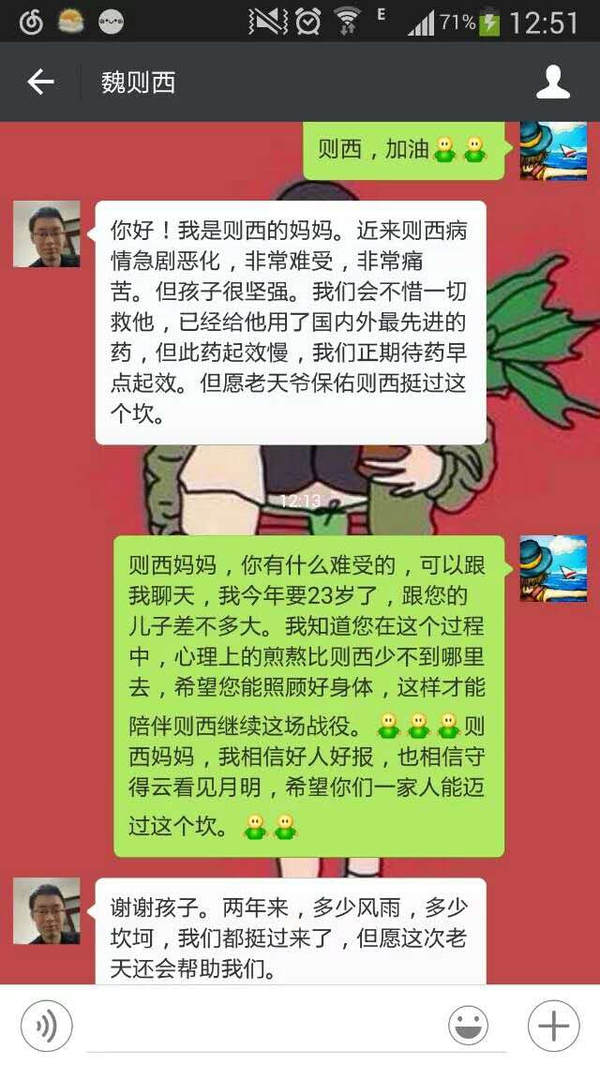 E 71% 12:51
魏则西
则西，加油
你好！我是则西的妈妈。近来则西病
情急剧恶化，非常难受，非常痛
苦。但孩子很坚强。我们会不惜一切
救他，已经给他用了国内外最先进的
药，但此药起效慢，我们正期待药早
点起效。但愿老天爷保佑则西挺过这
个坎。
12:13
则西妈妈，你有什么难受的，可以跟
我聊天，我今年要23岁了，跟您的
儿子差不多大。我知道您在这个过程
中，心理上的煎熬比则西少不到哪里
去，希望您能照顾好身体，这样才能
陪伴则西继续这场战役。则
西妈妈，我相信好人好报，也相信守
得云看见月明，希望你们一家人能迈
过这个坎。
谢谢孩子。两年来，多少风雨，多少
坎坷，我们都挺过来了，但愿这次老
天还会帮助我们。